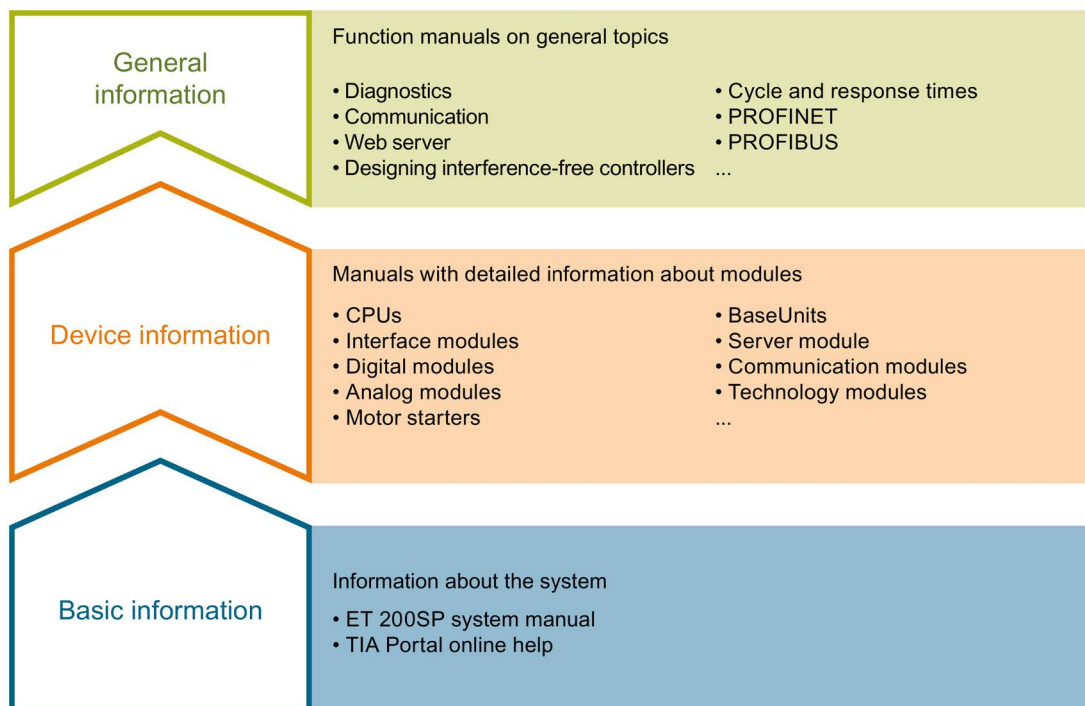 General
information
Function manuals on general topics
• Diagnostics
• Communication
• Web server
• Designing interference-free controllers
• Cycle and response times
• PROFINET
• PROFIBUS
...
Device information
Manuals with detailed information about modules
• CPUs
• Interface modules
• Digital modules
• Analog modules
• Motor starters
• BaseUnits
• Server module
• Communication modules
• Technology modules
...
Basic information
Information about the system
• ET 200SP system manual
• TIA Portal online help